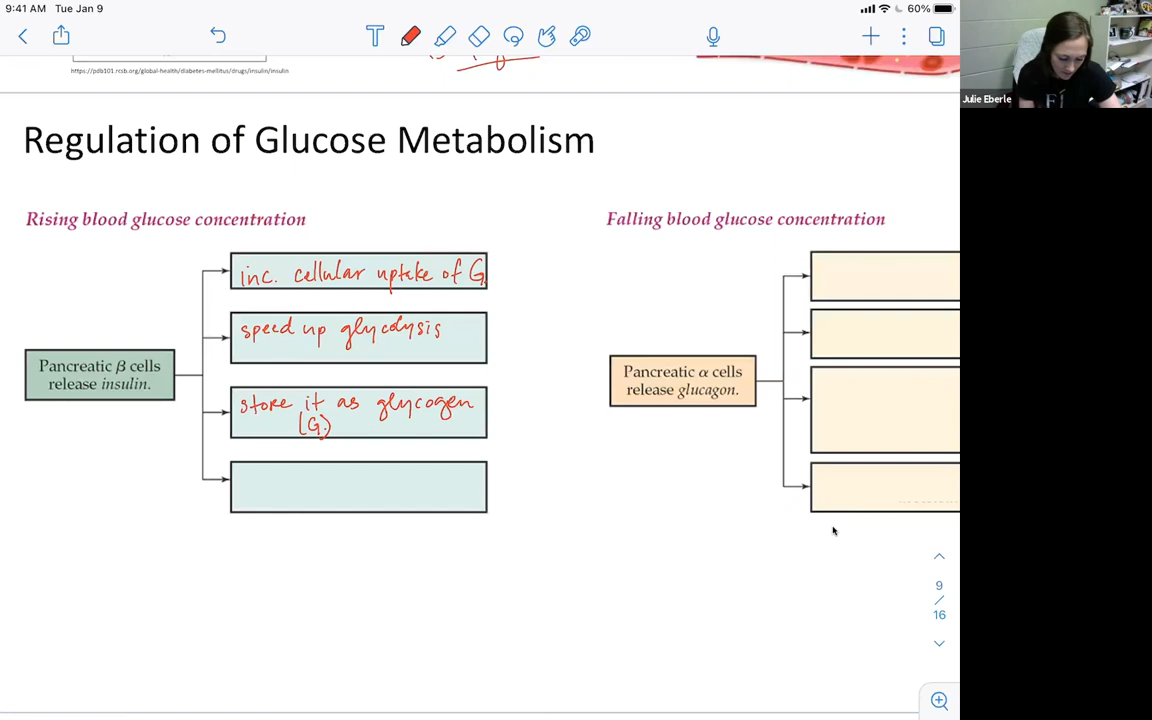 9:41 AM Tue Jan 9
60%
https://pdb101.rcsb.org/global-health/diabetes-mellitus/drugs/insulin/insulin
Julie Eberle
Regulation of Glucose Metabolism
Rising blood glucose concentration
inc. cellular uptake of G.
speed up glycolysis
Pancreatic β cells
release insulin.
store it as glycogen
(G.)
Falling blood glucose concentration
Pancreatic α cells
release glucagon.
9
/
16